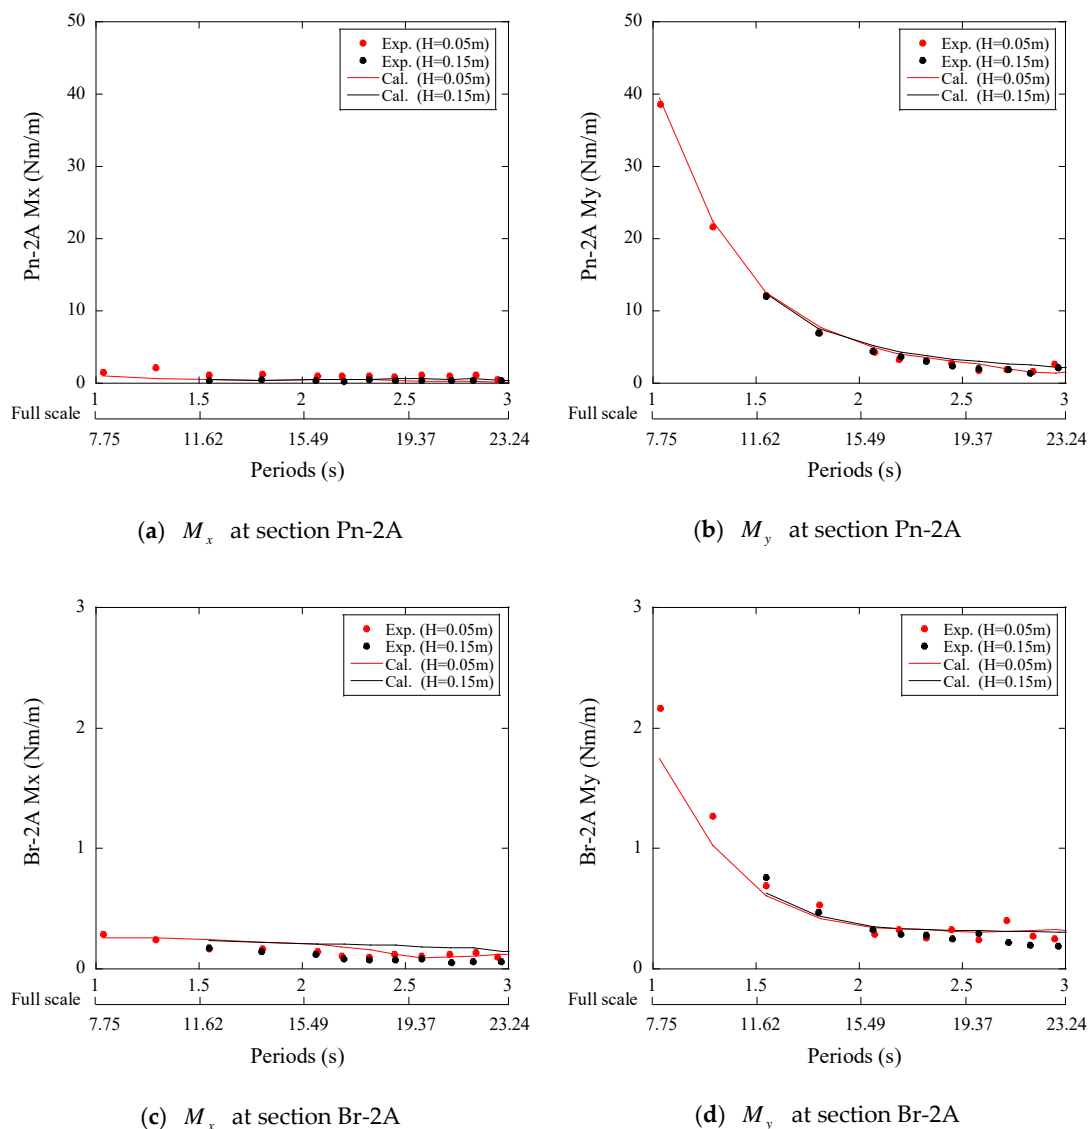 50
40
30
20
10
0
Pn-2A Mx (Nm/m)
Exp. (H=0.05m)
Exp. (H=0.15m)
Cal. (H=0.05m)
Cal. (H=0.15m)
1 1.5 2 2.5 3
Full scale
7.75 11.62 15.49 19.37 23.24
Periods (s)
(a) Mx at section Pn-2A
50
40
30
20
10
0
Pn-2A My (Nm/m)
Exp. (H=0.05m)
Exp. (H=0.15m)
Cal. (H=0.05m)
Cal. (H=0.15m)
1 1.5 2 2.5 3
Full scale
7.75 11.62 15.49 19.37 23.24
Periods (s)
(b) My at section Pn-2A
3
2
1
0
Br-2A Mx (Nm/m)
Exp. (H=0.05m)
Exp. (H=0.15m)
Cal. (H=0.05m)
Cal. (H=0.15m)
1 1.5 2 2.5 3
Full scale
7.75 11.62 15.49 19.37 23.24
Periods (s)
(c) Mx at section Br-2A
3
2
1
0
Br-2A My (Nm/m)
Exp. (H=0.05m)
Exp. (H=0.15m)
Cal. (H=0.05m)
Cal. (H=0.15m)
1 1.5 2 2.5 3
Full scale
7.75 11.62 15.49 19.37 23.24
Periods (s)
(d) My at section Br-2A